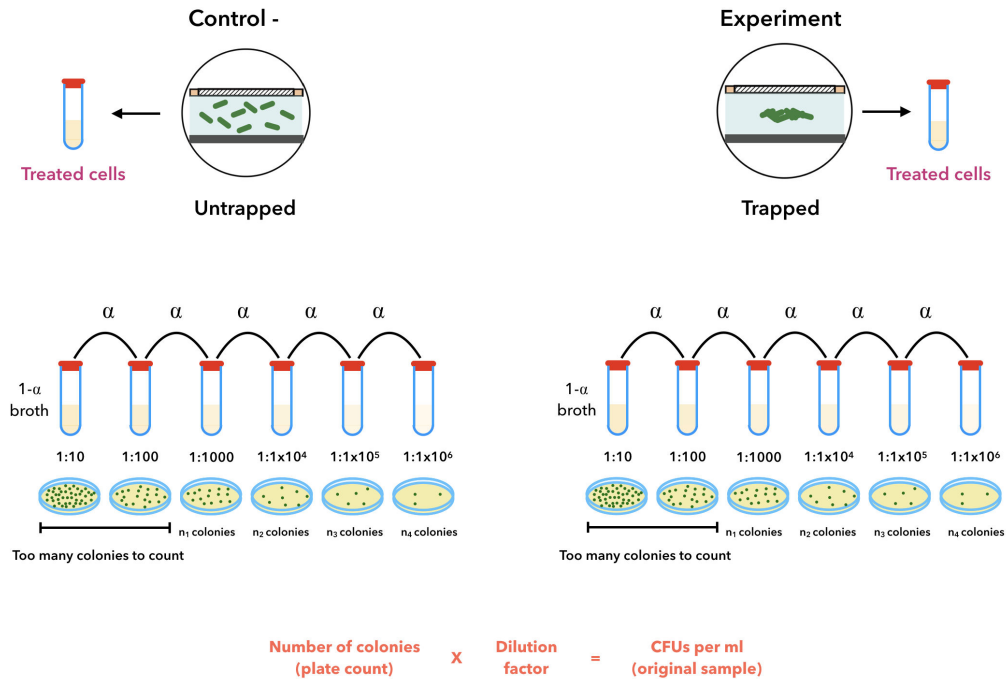 Control -
Experiment
Treated cells
Treated cells
Untrapped
Trapped
α α α α α
α α α α α
1-α
broth
1-α
broth
1:10 1:100 1:1000 1:1x10⁴ 1:1x10⁵ 1:1x10⁶
1:10 1:100 1:1000 1:1x10⁴ 1:1x10⁵ 1:1x10⁶
n₁ colonies n₂ colonies n₃ colonies n₄ colonies
n₁ colonies n₂ colonies n₃ colonies n₄ colonies
Too many colonies to count
Too many colonies to count
Number of colonies
(plate count)
X
Dilution
factor
=
CFUs per ml
(original sample)